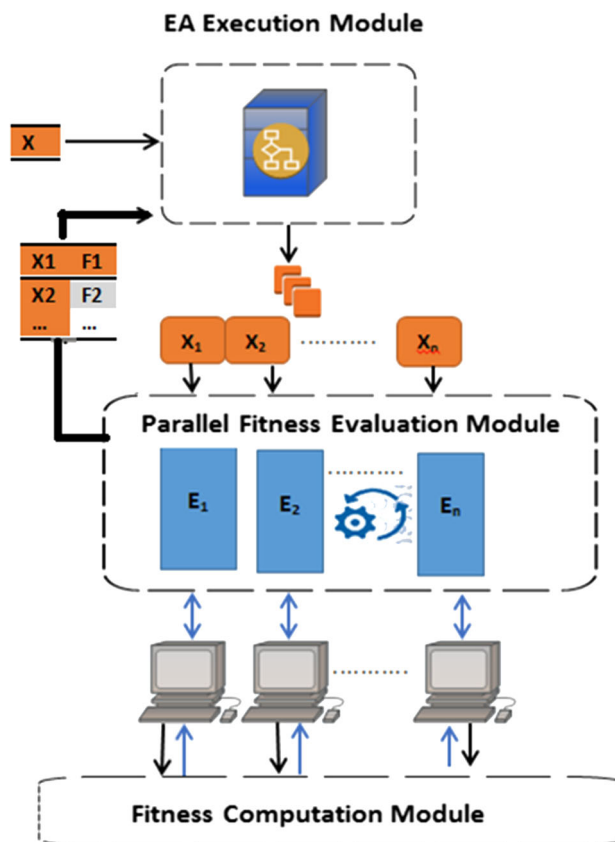 EA Execution Module
X
X1 F1
X2 F2
... ...
X1 X2 ............ Xn
Parallel Fitness Evaluation Module
............
E1 E2 En
............
Fitness Computation Module